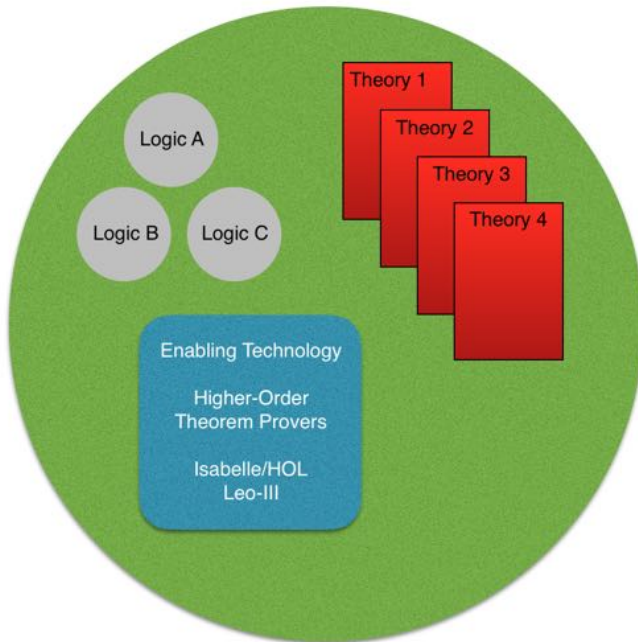 Theory 1
Theory 2
Theory 3
Theory 4
Logic A
Logic B
Logic C
Enabling Technology
Higher-Order
Theorem Provers
Isabelle/HOL
Leo-III